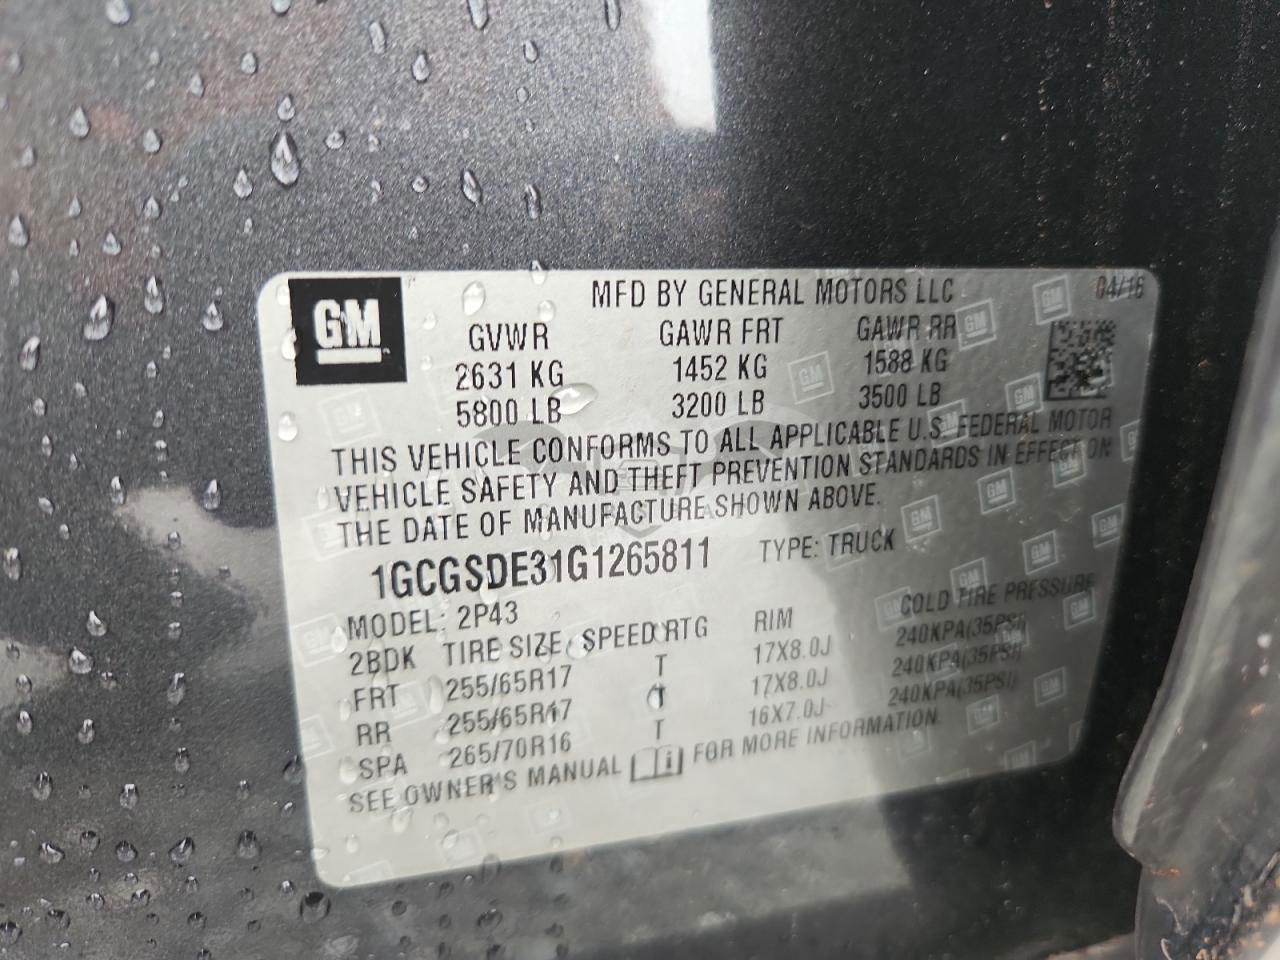 GM
MFD BY GENERAL MOTORS LLC 04/16
GVWR GAWR FRT GAWR RR
2631 KG 1452 KG 1588 KG
5800 LB 3200 LB 3500 LB
THIS VEHICLE CONFORMS TO ALL APPLICABLE U.S. FEDERAL MOTOR
VEHICLE SAFETY AND THEFT PREVENTION STANDARDS IN EFFECT ON
THE DATE OF MANUFACTURE SHOWN ABOVE.
1GCGSDE31G1265811 TYPE: TRUCK
MODEL: 2P43
2BDK TIRE SIZE SPEED RTG RIM COLD TIRE PRESSURE
FRT 255/65R17 T 17X8.0J 240KPA(35PSI)
RR 255/65R17 T 17X8.0J 240KPA(35PSI)
SPA 265/70R16 T 16X7.0J 240KPA(35PSI)
SEE OWNER'S MANUAL FOR MORE INFORMATION.